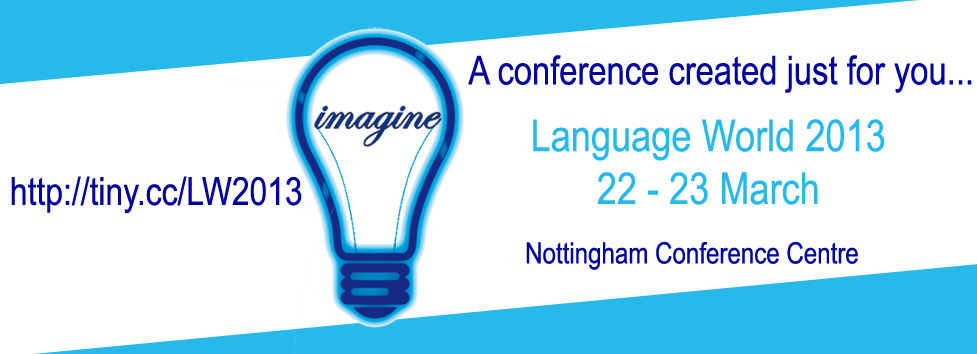 A conference created just for you...
imagine
Language World 2013
http://tiny.cc/LW2013
22 - 23 March
Nottingham Conference Centre